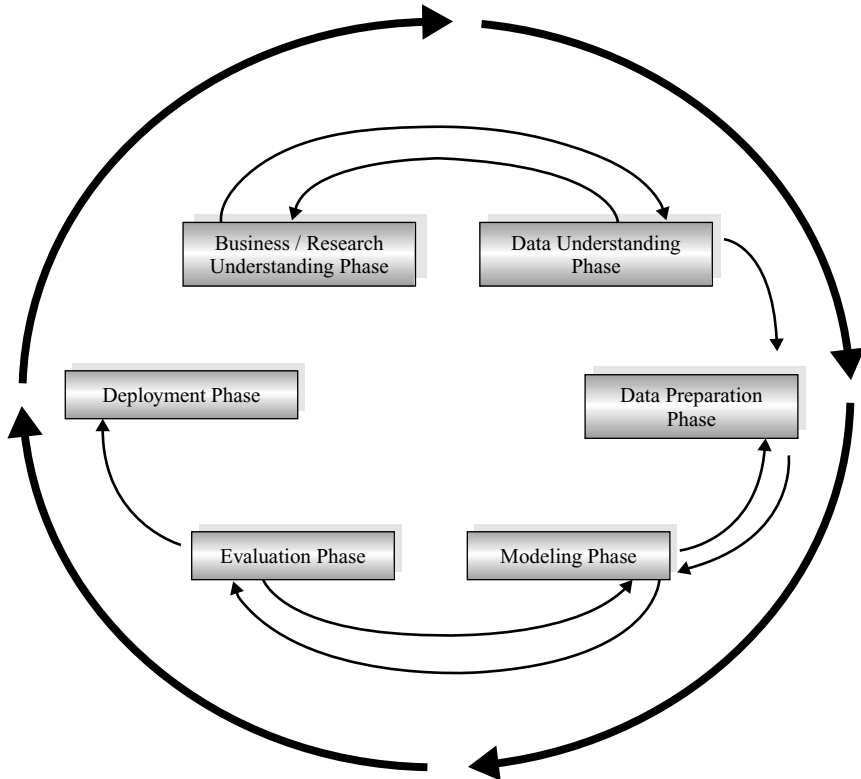 Business / Research
Understanding Phase
Data Understanding
Phase
Deployment Phase
Data Preparation
Phase
Evaluation Phase
Modeling Phase